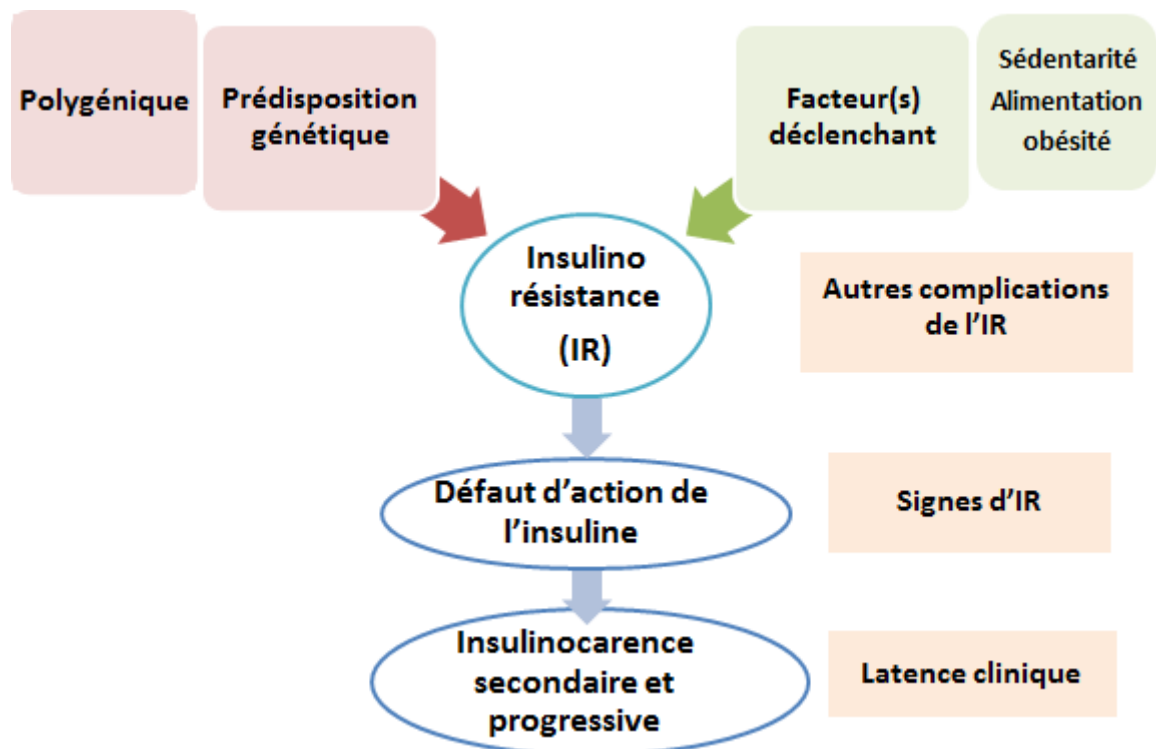 Polygénique
Prédisposition
génétique
Facteur(s)
déclenchant
Sédentarité
Alimentation
obésité
Insulino
résistance
(IR)
Autres complications
de l'IR
Défaut d'action de
l'insuline
Signes d'IR
Insulinocarence
secondaire et
progressive
Latence clinique